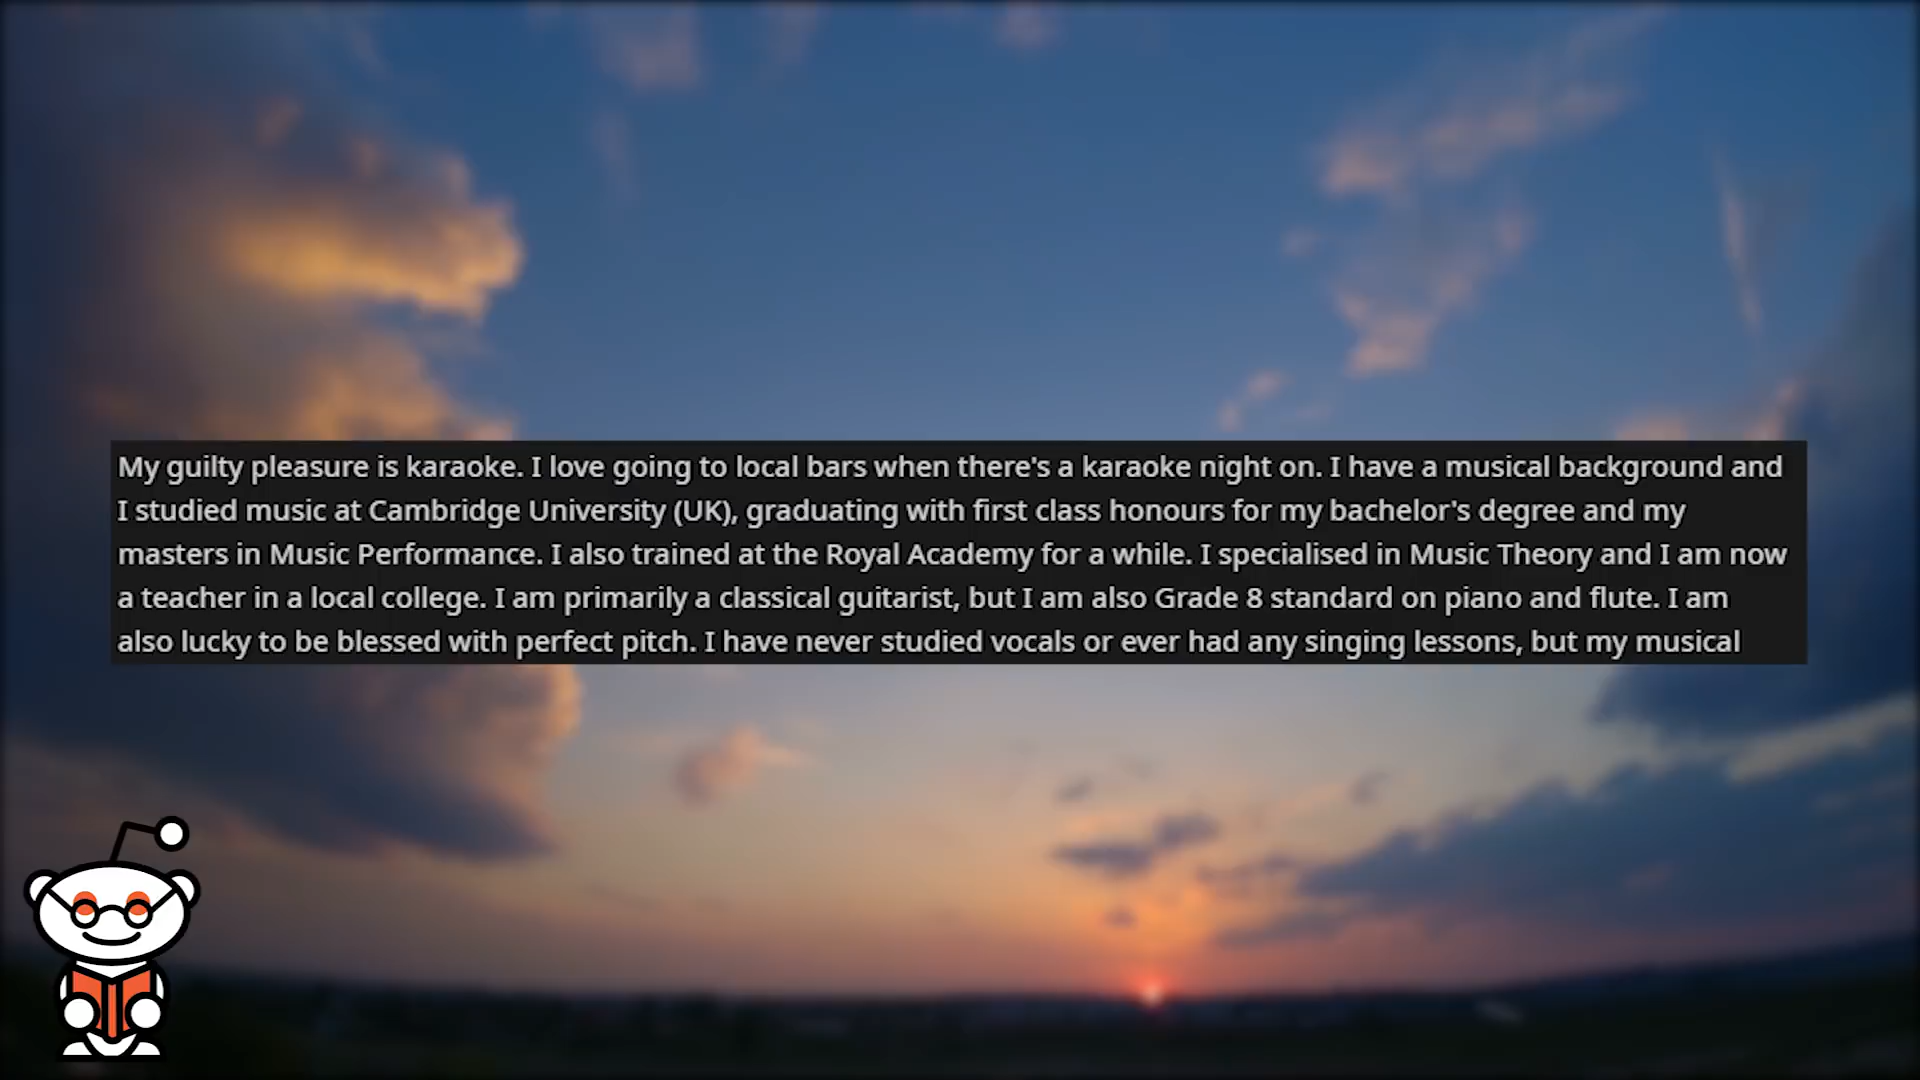 My guilty pleasure is karaoke. I love going to local bars when there's a karaoke night on. I have a musical background and
I studied music at Cambridge University (UK), graduating with first class honours for my bachelor's degree and my
masters in Music Performance. I also trained at the Royal Academy for a while. I specialised in Music Theory and I am now
a teacher in a local college. I am primarily a classical guitarist, but I am also Grade 8 standard on piano and flute. I am
also lucky to be blessed with perfect pitch. I have never studied vocals or ever had any singing lessons, but my musical